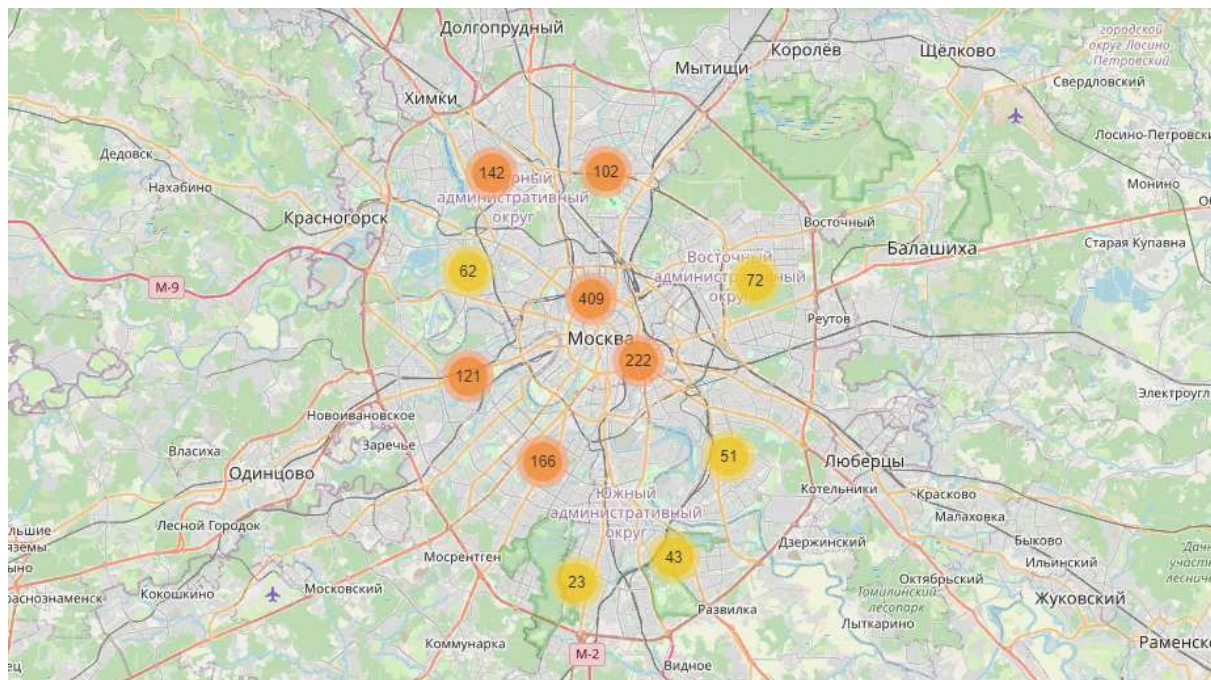 Долгопрудный
Королёв
Щёлково
городской
округ Лосино
Петровский
Мытищи
Свердловский
Химки
Лосино-Петровски
Дедовск
142
102
Нахабино
административный
округ
Монино
Красногорск
Восточный
Балашиха
Старая Купавна
62
Восточный
административный
72
M-9
409
Реутов
Москва
222
121
Электроугл
Новоивановское
Заречье
Власиха
166
51
Люберцы
Одинцово
Котельники
Красково
Южный
административный
округ
Малаховка
Лесной Городок
Быково
Дзержинский
Мосрентген
43
Ильинский
23
Октябрьский
Московский
Кокошкино
Томилинский
лесопарк
Жуковский
Развилка
Лыткарино
Коммунарка
M-2
Видное
Раменско